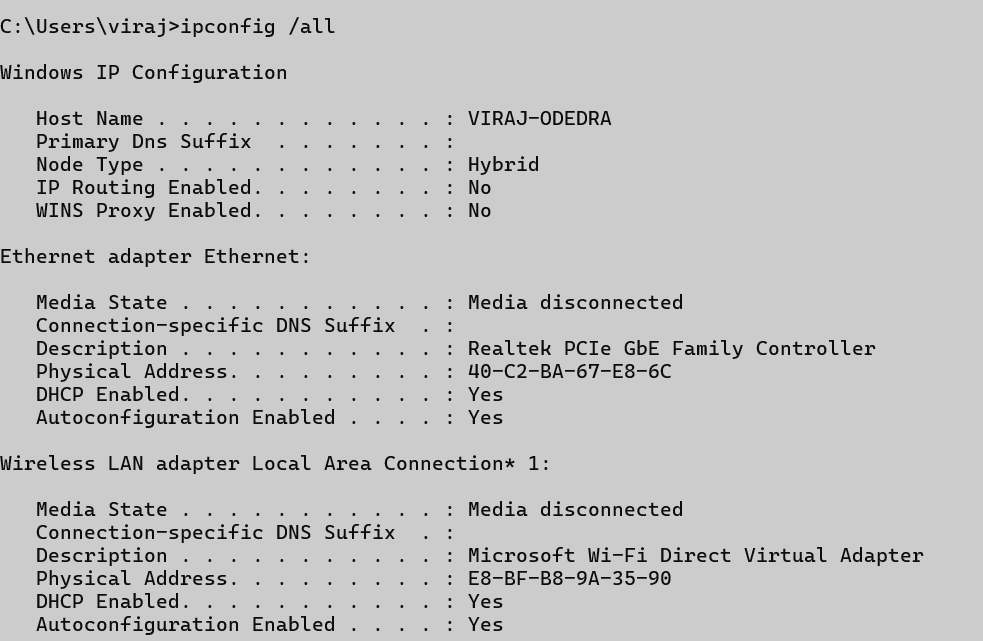 C:\Users\viraj>ipconfig /all
Windows IP Configuration
Host Name . . . . . . . . . . . . : VIRAJ-ODEDRA
Primary Dns Suffix  . . . . . . . :
Node Type . . . . . . . . . . . . : Hybrid
IP Routing Enabled. . . . . . . . : No
WINS Proxy Enabled. . . . . . . . : No
Ethernet adapter Ethernet:
Media State . . . . . . . . . . . : Media disconnected
Connection-specific DNS Suffix  . :
Description . . . . . . . . . . . : Realtek PCIe GbE Family Controller
Physical Address. . . . . . . . . : 40-C2-BA-67-E8-6C
DHCP Enabled. . . . . . . . . . . : Yes
Autoconfiguration Enabled . . . . : Yes
Wireless LAN adapter Local Area Connection* 1:
Media State . . . . . . . . . . . : Media disconnected
Connection-specific DNS Suffix  . :
Description . . . . . . . . . . . : Microsoft Wi-Fi Direct Virtual Adapter
Physical Address. . . . . . . . . : E8-BF-B8-9A-35-90
DHCP Enabled. . . . . . . . . . . : Yes
Autoconfiguration Enabled . . . . : Yes